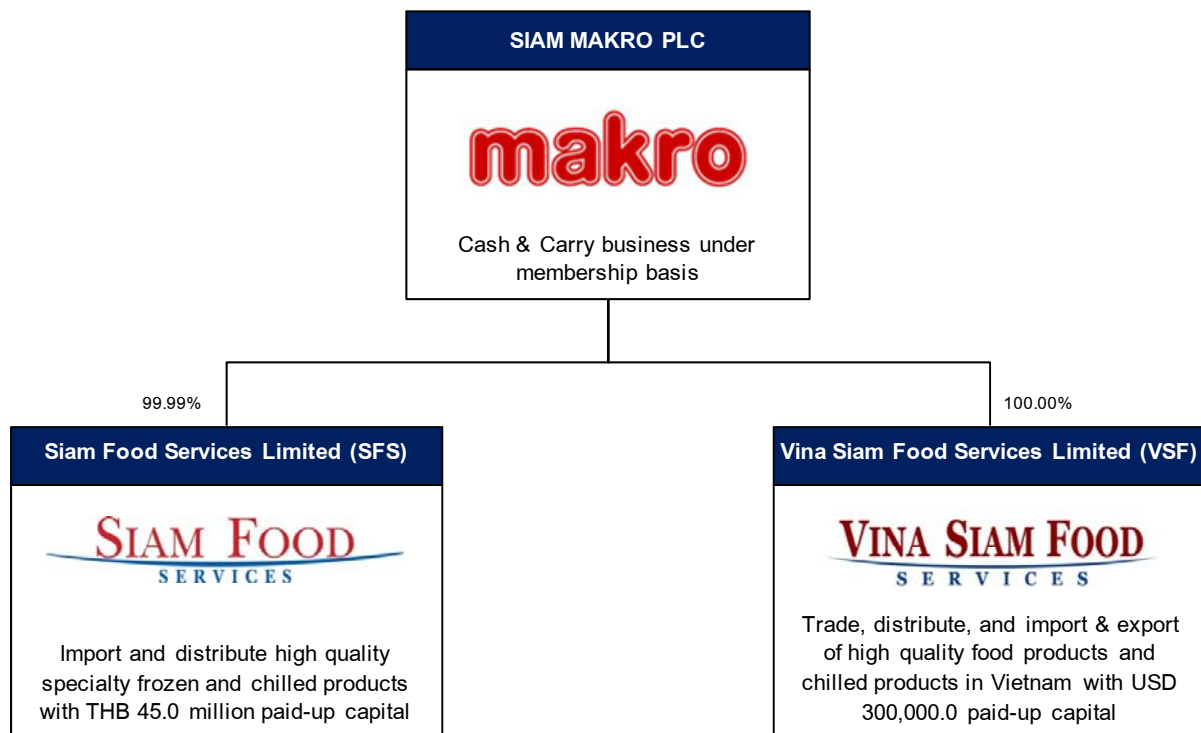 SIAM MAKRO PLC
makro
Cash & Carry business under
membership basis
99.99%
100.00%
Siam Food Services Limited (SFS)
SIAM FOOD
SERVICES
Import and distribute high quality
specialty frozen and chilled products
with THB 45.0 million paid-up capital
Vina Siam Food Services Limited (VSF)
VINA SIAM FOOD
SERVICES
Trade, distribute, and import & export
of high quality food products and
chilled products in Vietnam with USD
300,000.0 paid-up capital